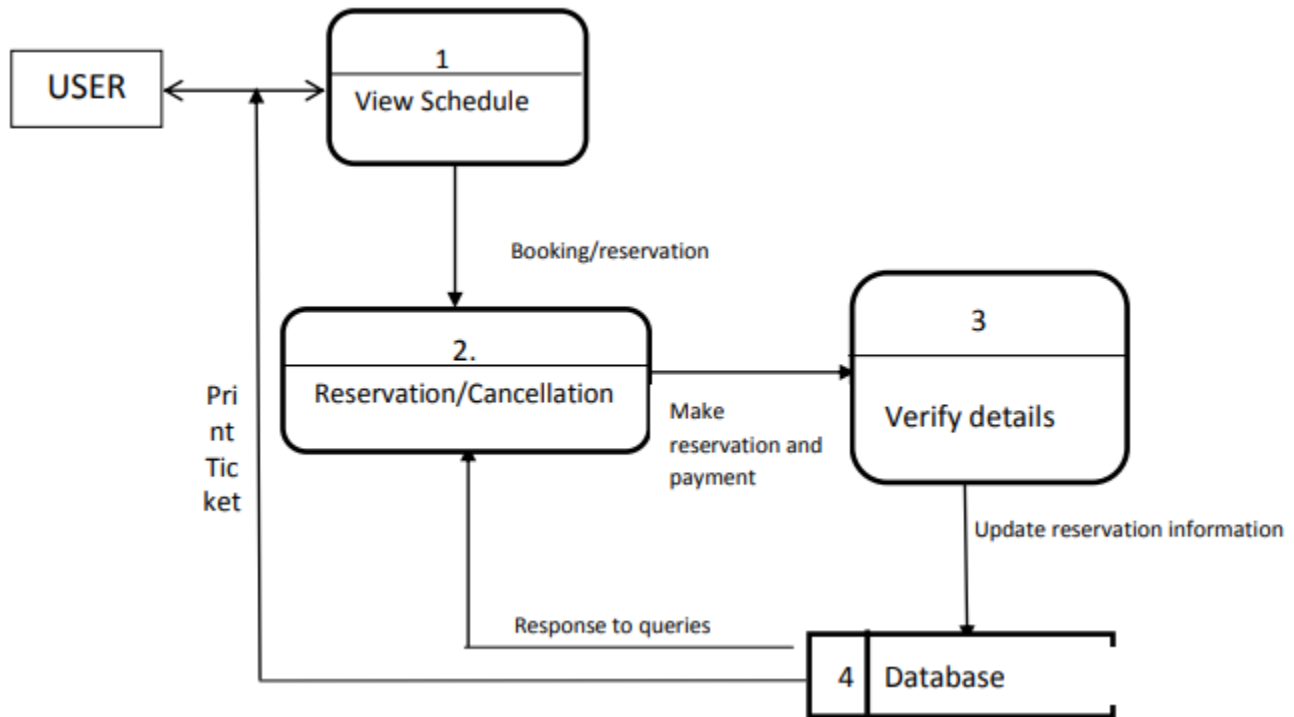 1
USER
View Schedule
Booking/reservation
3
2.
Reservation/Cancellation
Pri
nt
Tic
ket
Make
reservation and
payment
Verify details
Update reservation information
Response to queries
4
Database